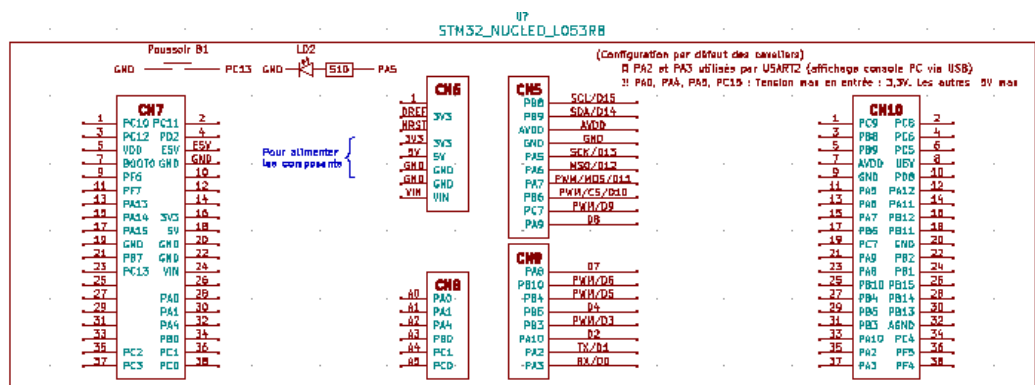 U?
STM32_NUCLEO_L053R8
Poussoir B1
GND PC13
LD2
GND 510 PA5
(Configuration par défaut des cavaliers)
¤ PA2 et PA3 utilisés par USART2 (affichage console PC via USB)
!! PA0, PA4, PA5, PC15 : Tension max en entrée : 3,3V. Les autres 5V max
Pour alimenter
les composants
CN7
1 PC10 PC11 2
3 PC12 PD2 4
5 VDD E5V 6 E5V
7 BOOT0 GND 8 GND
9 PF6 10
11 PF7 12
13 PA13 14
15 PA14 3V3 16
17 PA15 5V 18
19 GND GND 20
21 PB7 GND 22
23 PC13 VIN 24
25 26
27 PA0 28
29 PA1 30
31 PA4 32
33 PB0 34
35 PC2 PC1 36
37 PC3 PC0 38
CN6
1
DREF 3V3
NRST
3V3 3V3
5V 5V
GND GND
GND GND
VIN VIN
CN8
A0 PA0
A1 PA1
A2 PA4
A3 PB0
A4 PC1
A5 PC0
CN5
PB8 SCL/D15
PB9 SDA/D14
AVDD AVDD
GND GND
PA5 SCK/D13
PA6 MSO/D12
PA7 PWM/MOS/D11
PB6 PWM/CS/D10
PC7 PWM/D9
PA9 D8
CN9
PA8 D7
PB10 PWM/D6
PB4 PWM/D5
PB5 D4
PB3 PWM/D3
PA10 D2
PA2 TX/D1
PA3 RX/D0
CN10
1 PC9 PC8 2
3 PB8 PC6 4
5 PB9 PC5 6
7 AVDD U5V 8
9 GND PD8 10
11 PA5 PA12 12
13 PA6 PA11 14
15 PA7 PB12 16
17 PB6 PB11 18
19 PC7 GND 20
21 PA9 PB2 22
23 PA8 PB1 24
25 PB10 PB15 26
27 PB4 PB14 28
29 PB5 PB13 30
31 PB3 AGND 32
33 PA10 PC4 34
35 PA2 PF5 36
37 PA3 PF4 38